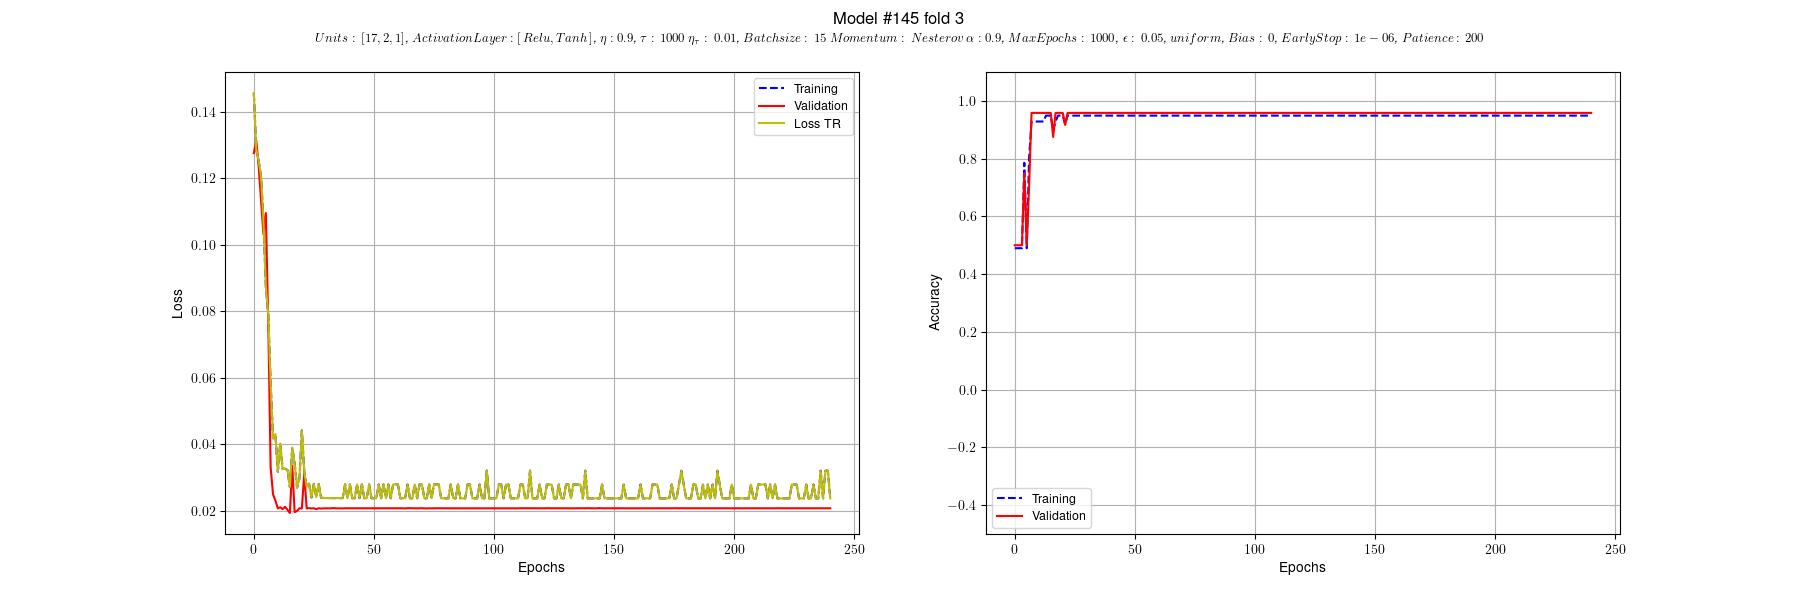 Model #145 fold 3
Units : [17, 2, 1], ActivationLayer : [ Relu, Tanh ], η : 0.9, τ : 1000 η_τ : 0.01, Batchsize : 15 Momentum : Nesterov α : 0.9, MaxEpochs : 1000, ϵ : 0.05, uniform, Bias : 0, EarlyStop : 1e − 06, Patience : 200
0.14
0.12
0.10
0.08
0.06
0.04
0.02
Loss
Training
Validation
Loss TR
0 50 100 150 200 250
Epochs
1.0
0.8
0.6
0.4
0.2
0.0
−0.2
−0.4
Accuracy
Training
Validation
0 50 100 150 200 250
Epochs